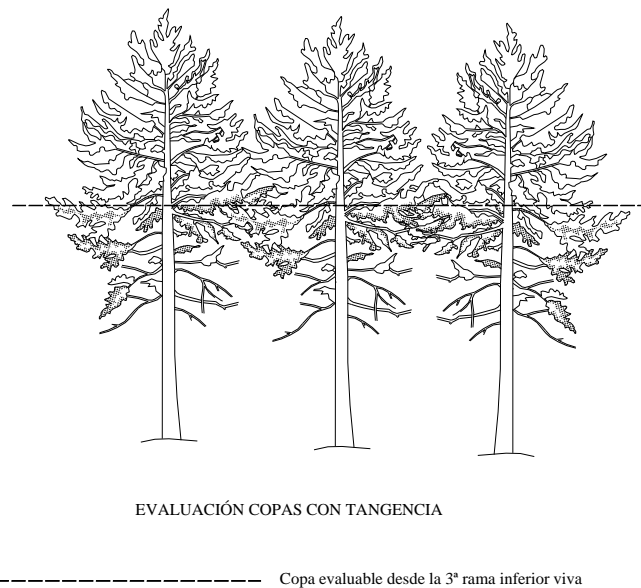 EVALUACIÓN COPAS CON TANGENCIA
Copa evaluable desde la 3ª rama inferior viva